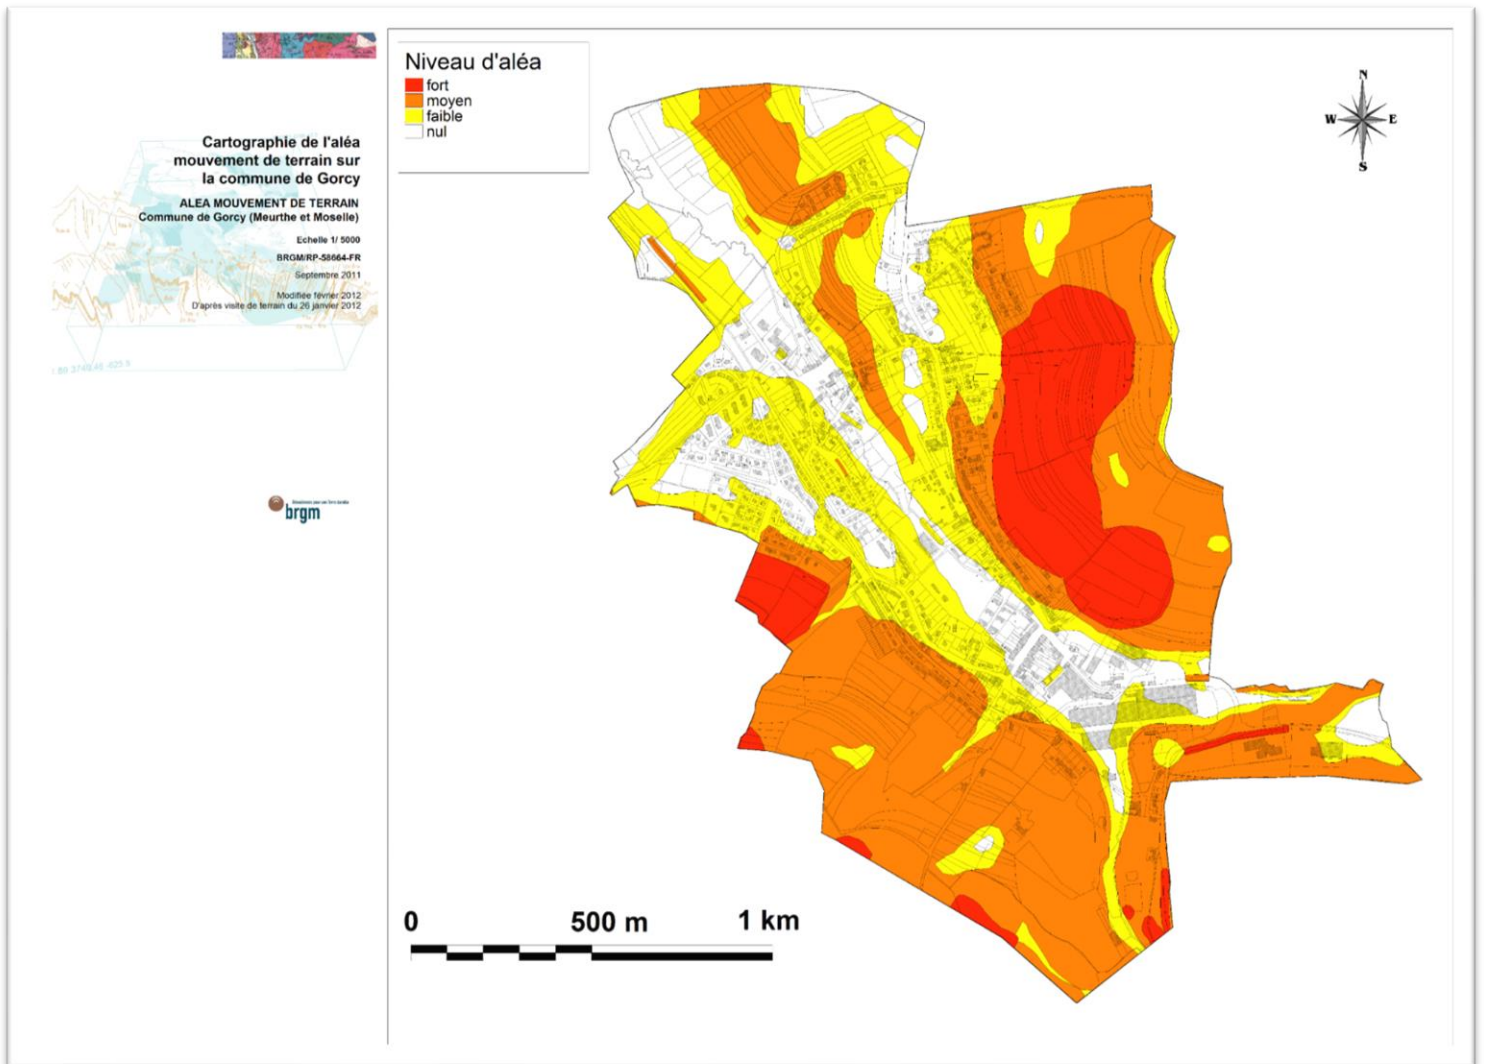 Cartographie de l'aléa
mouvement de terrain sur
la commune de Gorcy
ALEA MOUVEMENT DE TERRAIN
Commune de Gorcy (Meurthe et Moselle)
Echelle 1/ 5000
BRGM/RP-58664-FR
Septembre 2011
Modifiée février 2012
D'après visite de terrain du 26 janvier 2012
brgm
Niveau d'aléa
fort
moyen
faible
nul
N
W E
S
0 500 m 1 km